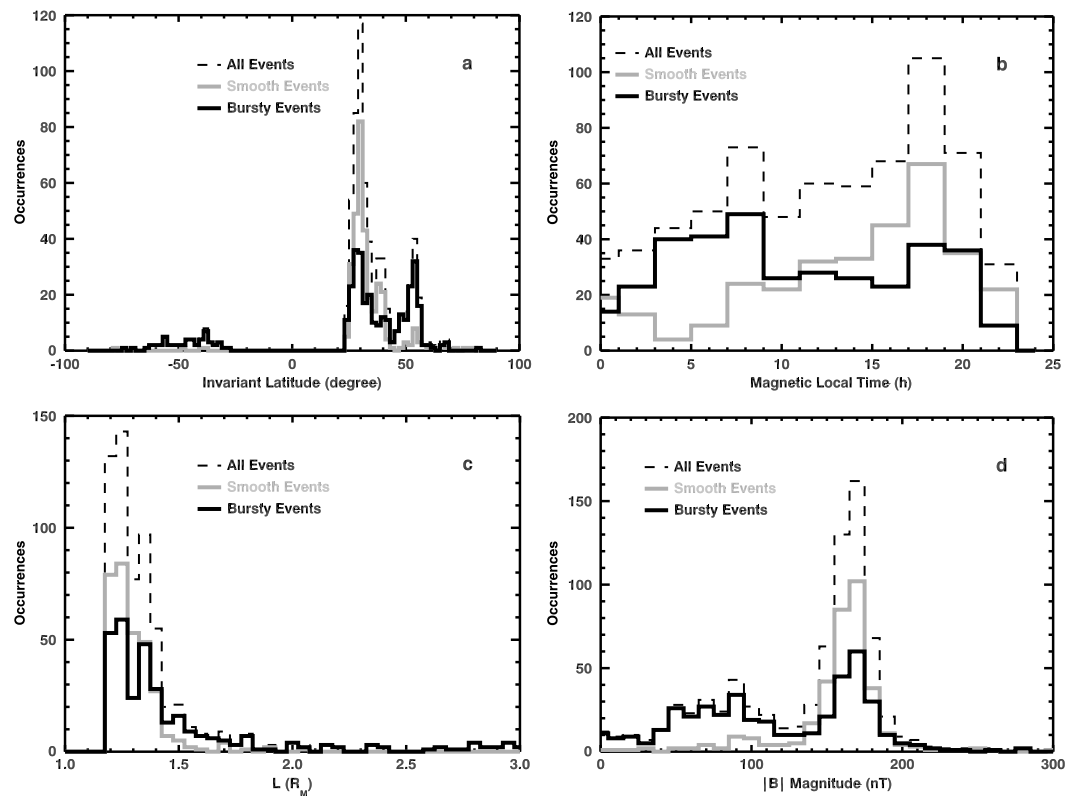 120
100
80
60
40
20
0
Occurrences
All Events
Smooth Events
Bursty Events
a
-100
-50
0
50
100
Invariant Latitude (degree)
120
100
80
60
40
20
0
Occurrences
All Events
Smooth Events
Bursty Events
b
0
5
10
15
20
25
Magnetic Local Time (h)
150
100
50
0
Occurrences
All Events
Smooth Events
Bursty Events
c
1.0
1.5
2.0
2.5
3.0
L (R_M)
200
150
100
50
0
Occurrences
All Events
Smooth Events
Bursty Events
d
0
100
200
300
|B| Magnitude (nT)